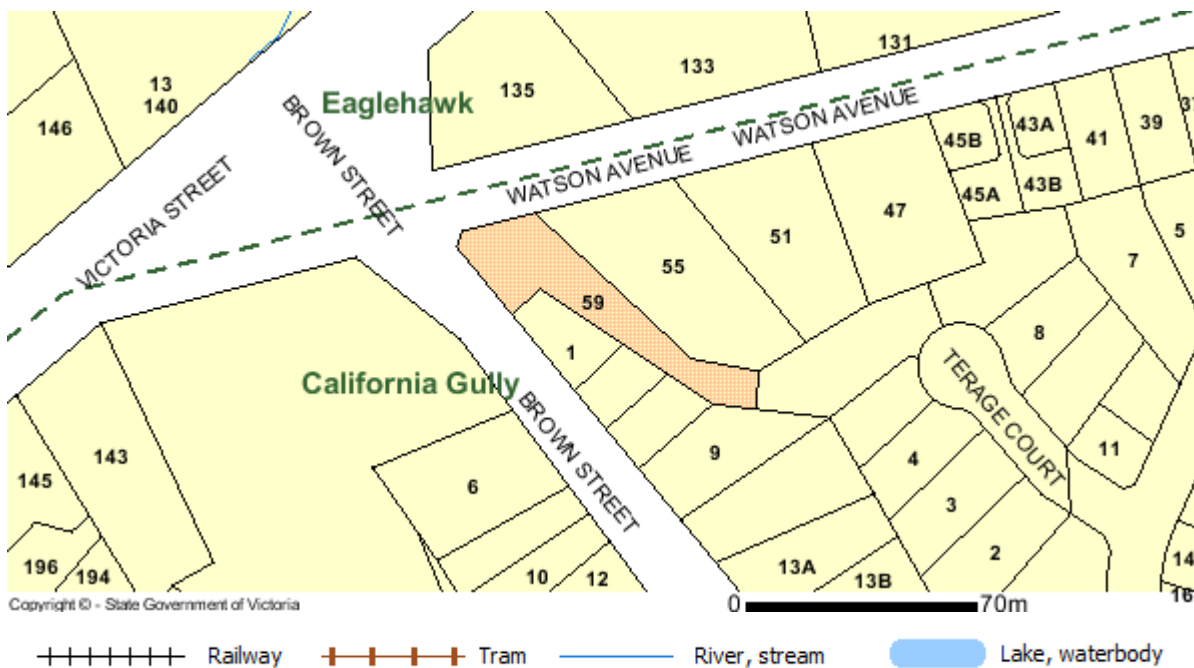 131
133
13
140
135
37
Eaglehawk
BROWN STREET
WATSON AVENUE
146
43A
39
45B
41
WATSON AVENUE
43B
45A
VICTORIA STREET
47
5
51
7
55
59
8
1
TERAGE COURT
California Gully
BROWN STREET
9
11
143
4
145
6
3
2
14
196
194
10
12
13A
13B
16
Copyright © - State Government of Victoria
0
70m
Railway
Tram
River, stream
Lake, waterbody